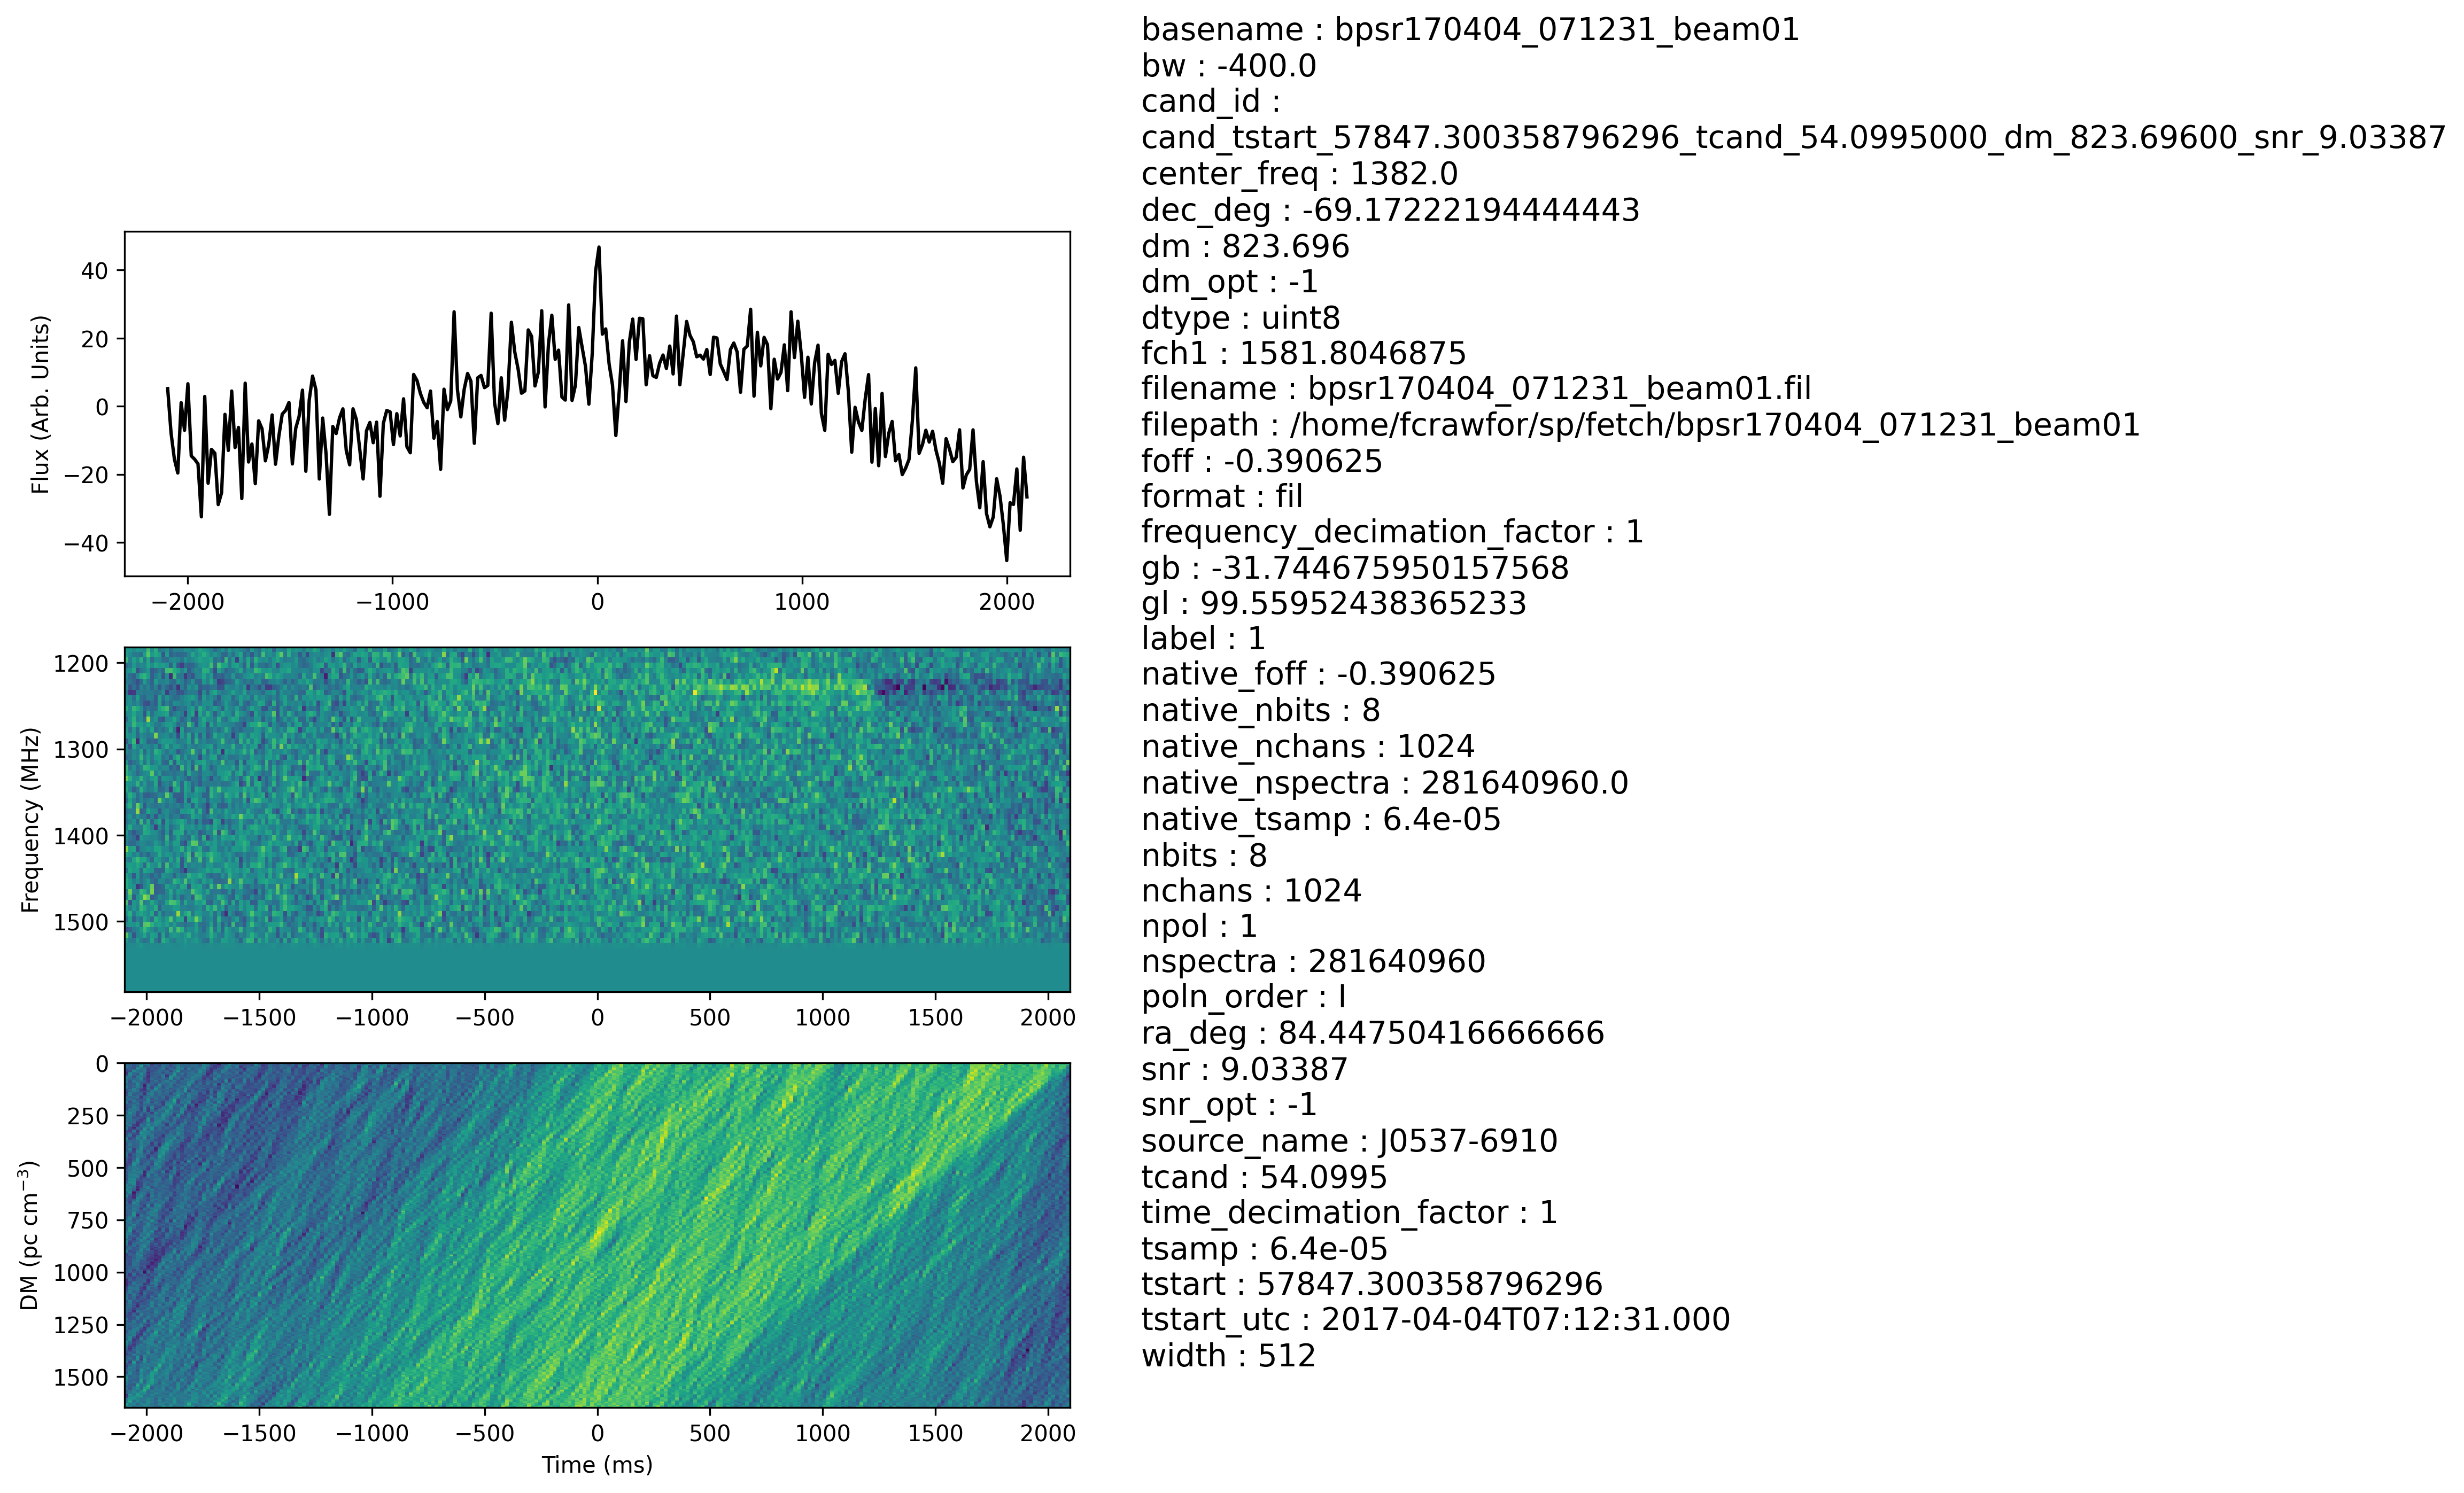 basename : bpsr170404_071231_beam01
bw : -400.0
cand_id :
cand_tstart_57847.300358796296_tcand_54.0995000_dm_823.69600_snr_9.03387
center_freq : 1382.0
dec_deg : -69.17222194444443
dm : 823.696
dm_opt : -1
dtype : uint8
fch1 : 1581.8046875
filename : bpsr170404_071231_beam01.fil
filepath : /home/fcrawfor/sp/fetch/bpsr170404_071231_beam01
foff : -0.390625
format : fil
frequency_decimation_factor : 1
gb : -31.744675950157568
gl : 99.55952438365233
label : 1
native_foff : -0.390625
native_nbits : 8
native_nchans : 1024
native_nspectra : 281640960.0
native_tsamp : 6.4e-05
nbits : 8
nchans : 1024
npol : 1
nspectra : 281640960
poln_order : I
ra_deg : 84.44750416666666
snr : 9.03387
snr_opt : -1
source_name : J0537-6910
tcand : 54.0995
time_decimation_factor : 1
tsamp : 6.4e-05
tstart : 57847.300358796296
tstart_utc : 2017-04-04T07:12:31.000
width : 512
Flux (Arb. Units)
40
20
0
−20
−40
−2000 −1000 0 1000 2000
Frequency (MHz)
1200
1300
1400
1500
−2000 −1500 −1000 −500 0 500 1000 1500 2000
DM (pc cm⁻³)
0
250
500
750
1000
1250
1500
−2000 −1500 −1000 −500 0 500 1000 1500 2000
Time (ms)